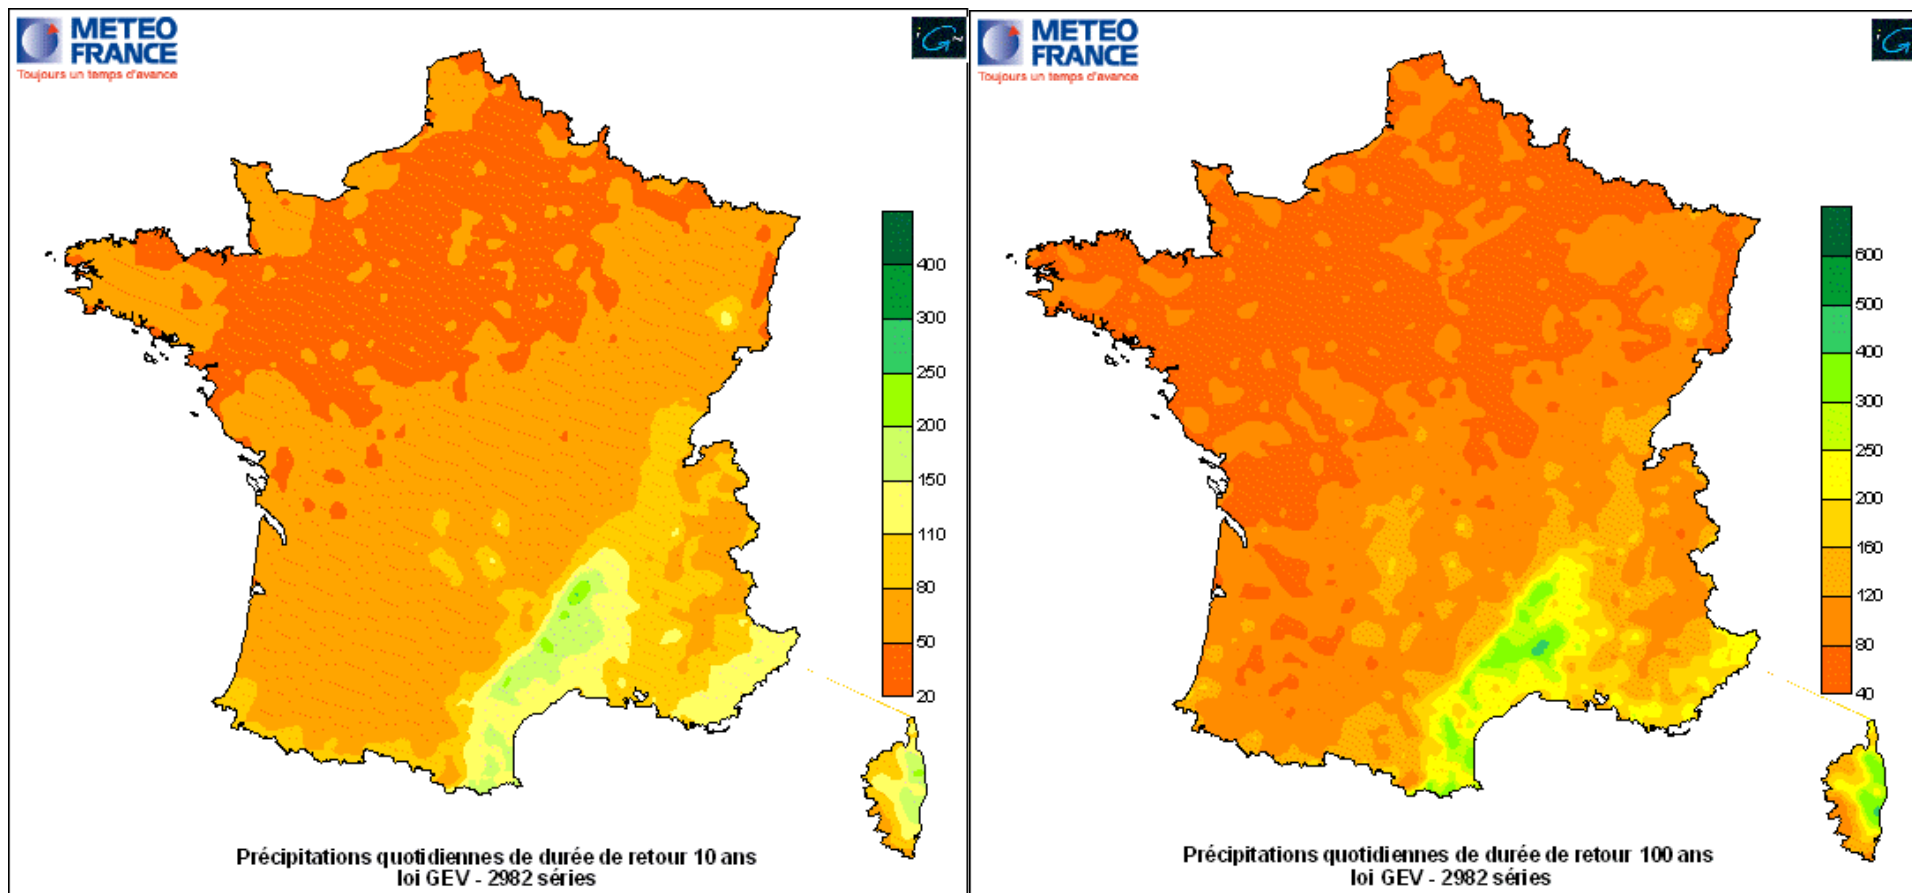 METEO
FRANCE
Toujours un temps d'avance
400
300
250
200
150
110
80
50
20
Précipitations quotidiennes de durée de retour 10 ans
loi GEV - 2982 séries
METEO
FRANCE
Toujours un temps d'avance
600
500
400
300
250
200
160
120
80
40
Précipitations quotidiennes de durée de retour 100 ans
loi GEV - 2982 séries